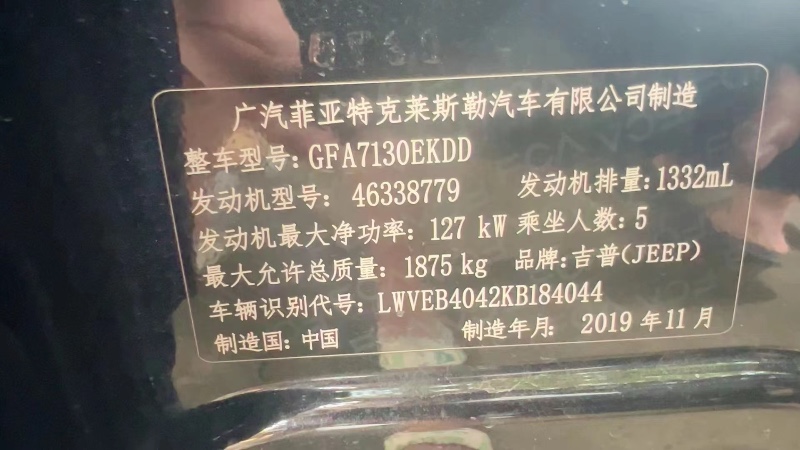 广汽菲亚特克莱斯勒汽车有限公司制造
整车型号: GFA7130EKDD
发动机型号: 46338779 发动机排量: 1332mL
发动机最大净功率: 127 kW 乘坐人数: 5
最大允许总质量: 1875 kg 品牌: 吉普(JEEP)
车辆识别代号: LWVEB4042KB184044
制造国: 中国 制造年月: 2019 年 11 月